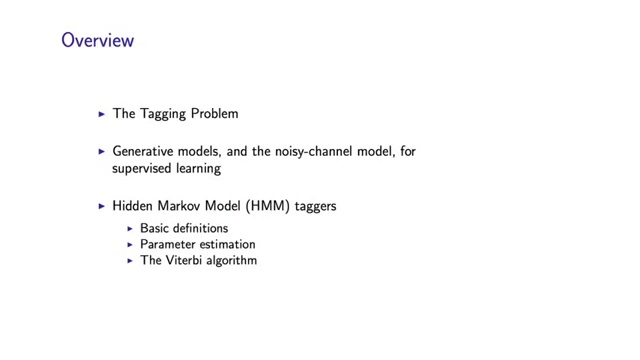 Overview
▶ The Tagging Problem
▶ Generative models, and the noisy-channel model, for
supervised learning
▶ Hidden Markov Model (HMM) taggers
▶ Basic definitions
▶ Parameter estimation
▶ The Viterbi algorithm